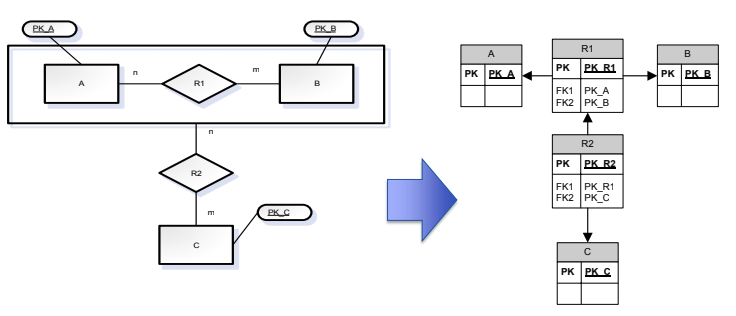 PK_A
PK_B
A
n
R1
m
B
n
R2
m
C
PK_C
A
PK PK_A
R1
PK PK_R1
FK1 PK_A
FK2 PK_B
B
PK PK_B
R2
PK PK_R2
FK1 PK_R1
FK2 PK_C
C
PK PK_C